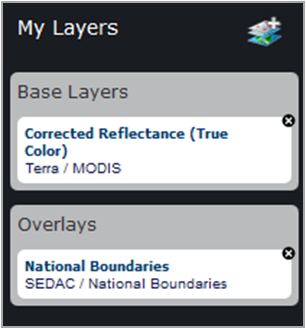 My Layers
Base Layers
Corrected Reflectance (True
Color)
Terra / MODIS
Overlays
National Boundaries
SEDAC / National Boundaries